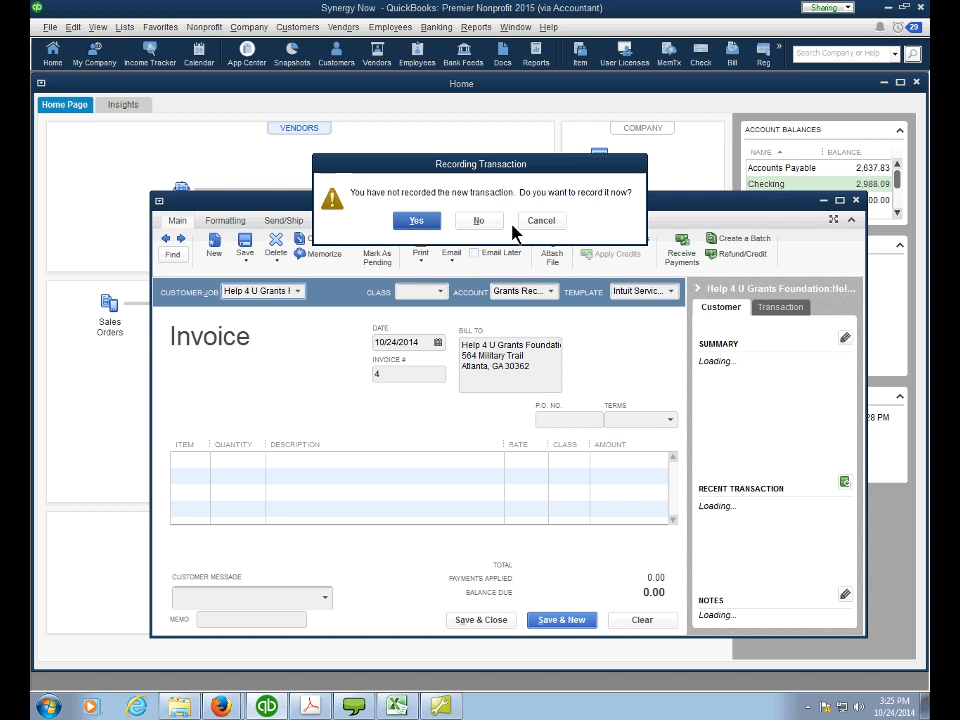 Synergy Now - QuickBooks: Premier Nonprofit 2015 (via Accountant)
Sharing
File Edit View Lists Favorites Nonprofit Company Customers Vendors Employees Banking Reports Window Help
29
Home My Company Income Tracker Calendar App Center Snapshots Customers Vendors Employees Bank Feeds Docs Reports Item User Licenses MemTx Check Bill Reg
Search Company or Help
Home
Home Page Insights
VENDORS
COMPANY
ACCOUNT BALANCES
NAME BALANCE
Accounts Payable 2,637.83
Checking 2,988.09
Recording Transaction
You have not recorded the new transaction. Do you want to record it now?
Yes No Cancel
Main Formatting Send/Ship
Find New Save Delete Memorize Mark As Pending Print Email Email Later Attach File Apply Credits Receive Payments Create a Batch Refund/Credit
CUSTOMER:JOB Help 4 U Grants CLASS ACCOUNT Grants Rec... TEMPLATE Intuit Servic...
Help 4 U Grants Foundation:Hel...
Customer Transaction
Sales Orders
Invoice
DATE
10/24/2014
INVOICE #
4
BILL TO
Help 4 U Grants Foundati
564 Military Trail
Atlanta, GA 30362
P.O. NO. TERMS
ITEM QUANTITY DESCRIPTION RATE CLASS AMOUNT
SUMMARY
Loading...
RECENT TRANSACTION
Loading...
NOTES
Loading...
TOTAL
PAYMENTS APPLIED 0.00
BALANCE DUE 0.00
CUSTOMER MESSAGE
MEMO
Save & Close Save & New Clear
3:25 PM
10/24/2014